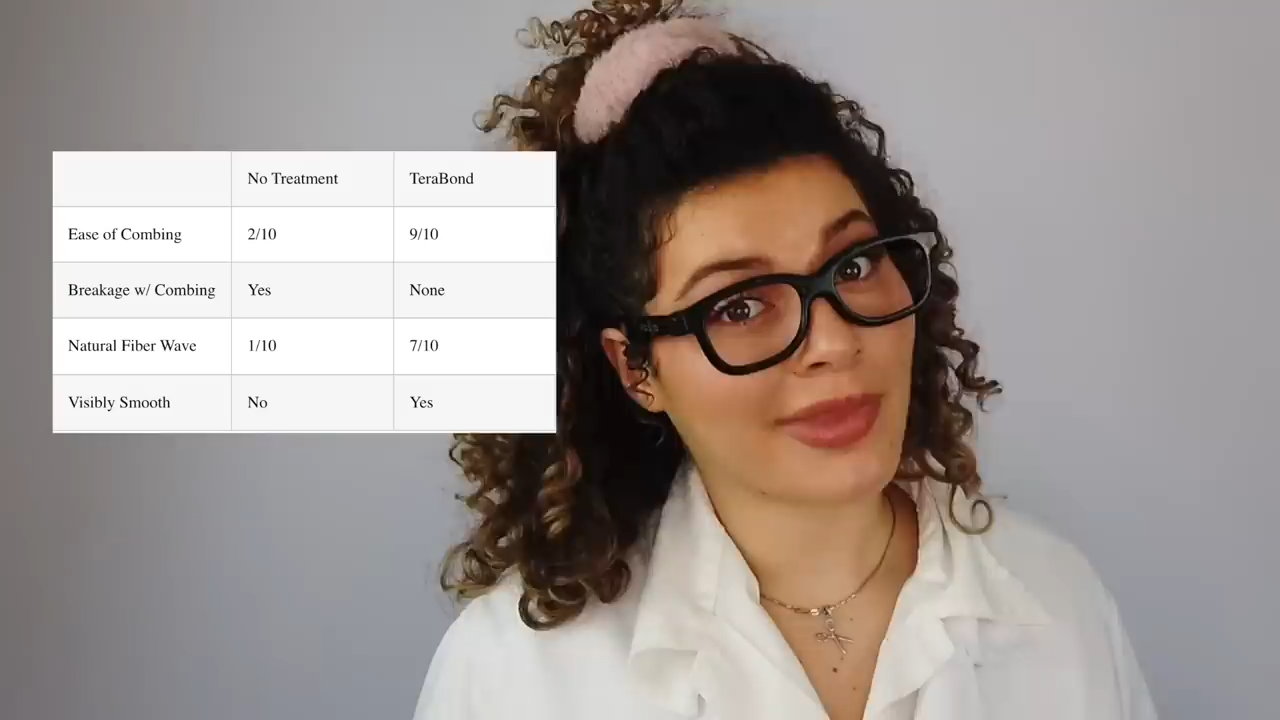 No Treatment TeraBond
Ease of Combing 2/10 9/10
Breakage w/ Combing Yes None
Natural Fiber Wave 1/10 7/10
Visibly Smooth No Yes